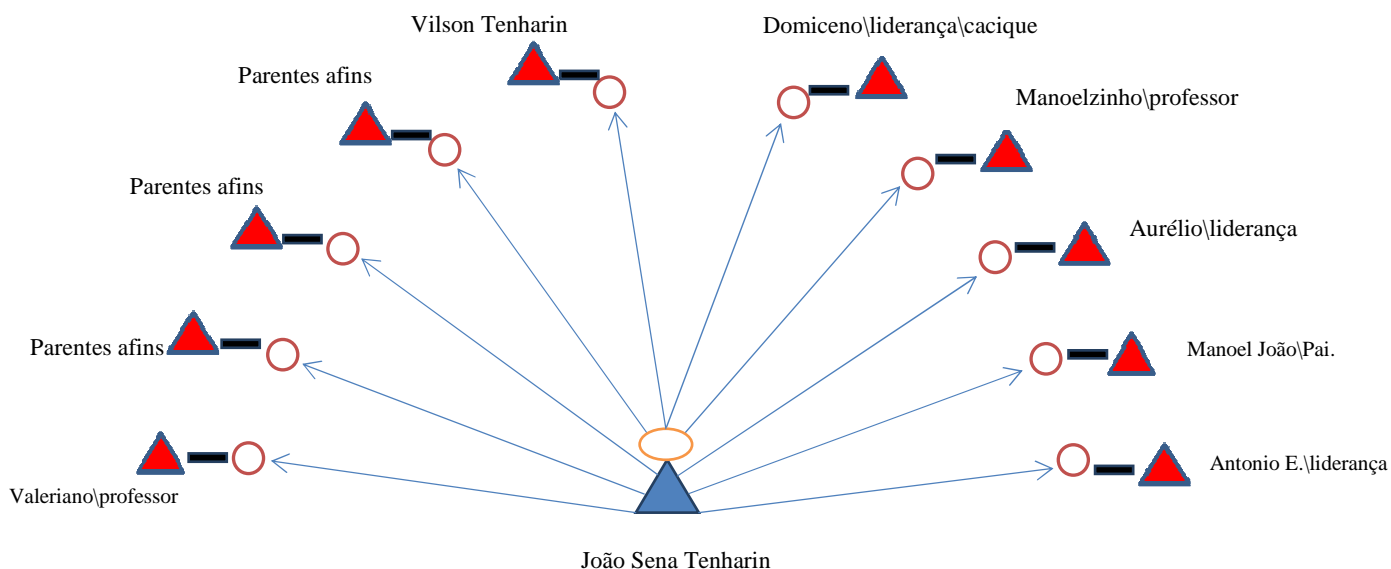 Vilson Tenharin
Domiceno\liderança\cacique
Parentes afins
Manoelzinho\professor
Parentes afins
Aurélio\liderança
Parentes afins
Manoel João\Pai.
Valeriano\professor
Antonio E.\liderança
João Sena Tenharin